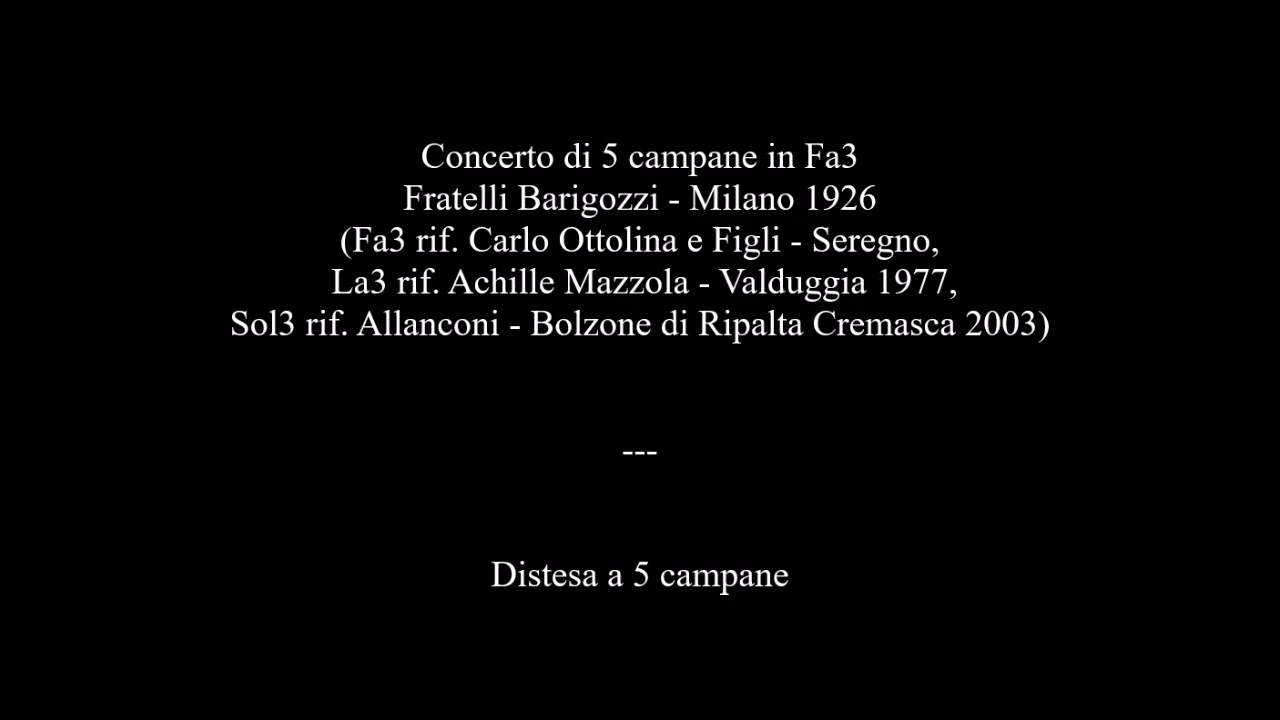 Concerto di 5 campane in Fa3
Fratelli Barigozzi - Milano 1926
(Fa3 rif. Carlo Ottolina e Figli - Seregno,
La3 rif. Achille Mazzola - Valduggia 1977,
Sol3 rif. Allanconi - Bolzone di Ripalta Cremasca 2003)
---
Distesa a 5 campane